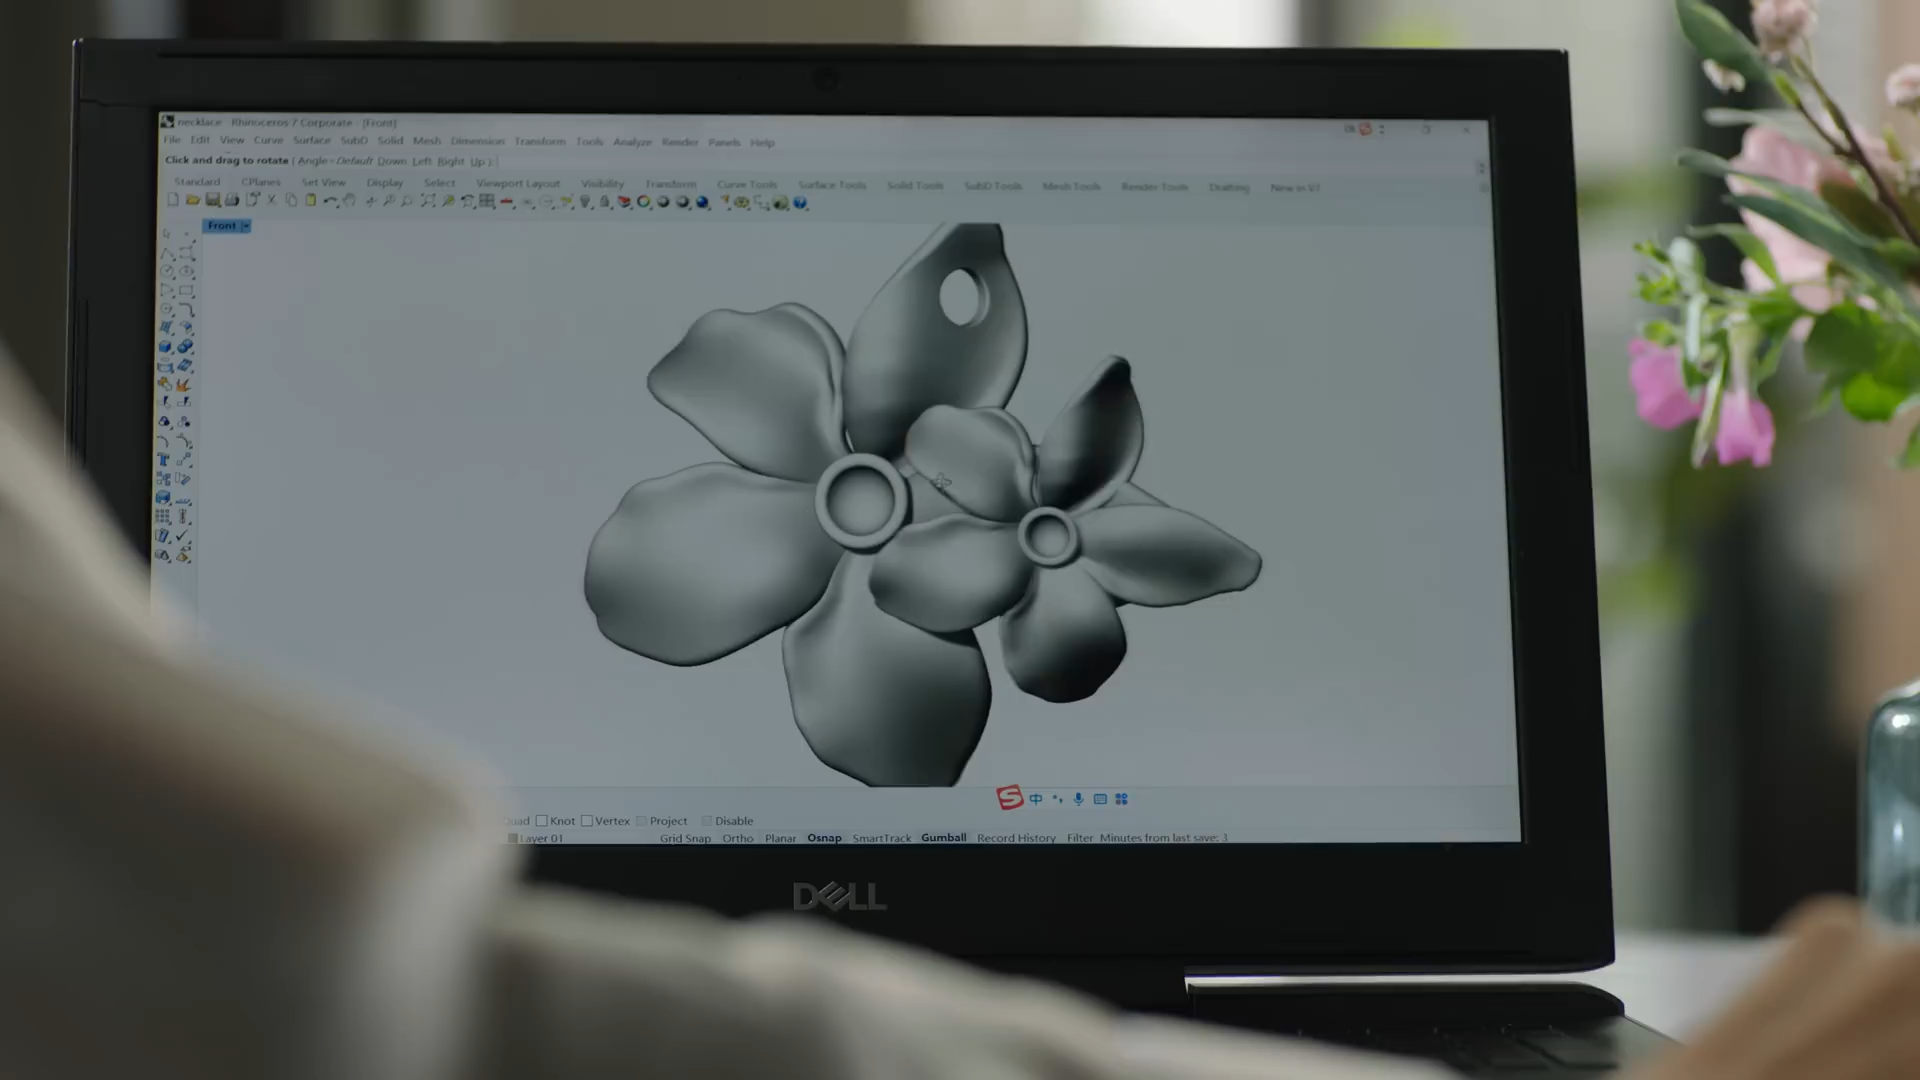 necklace - Rhinoceros 7 Corporate - [Front]
File Edit View Curve Surface SubD Solid Mesh Dimension Transform Tools Analyze Render Panels Help
Click and drag to rotate ( Angle=Default Down Left Right Up ):
Standard CPlanes Set View Display Select Viewport Layout Visibility Transform Curve Tools Surface Tools Solid Tools SubD Tools Mesh Tools Render Tools Drafting New in V7
Front
S 中
Quad Knot Vertex Project Disable
Layer 01 Grid Snap Ortho Planar Osnap SmartTrack Gumball Record History Filter Minutes from last save: 3
DELL